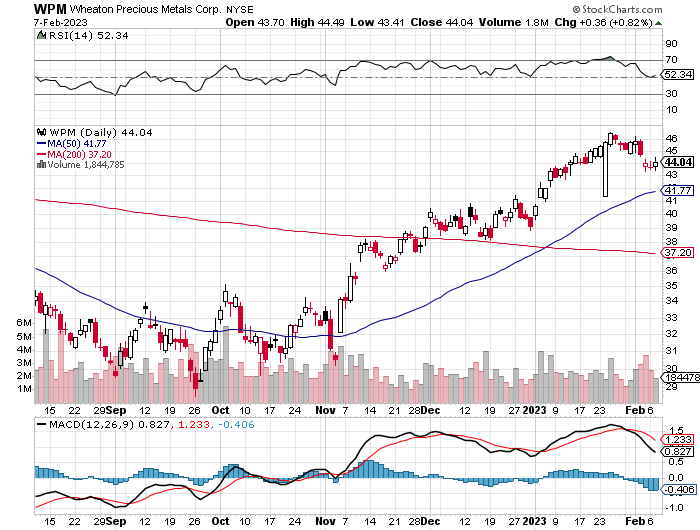 WPM Wheaton Precious Metals Corp. NYSE © StockCharts.com
7-Feb-2023 Open 43.70 High 44.49 Low 43.41 Close 44.04 Volume 1.8M Chg +0.36 (+0.82%)
RSI(14) 52.34
90
70
52.34
30
10
WPM (Daily) 44.04
MA(50) 41.77
MA(200) 37.20
Volume 1,844,785
46
45
44.04
43
41.77
40
39
38
37.20
36
35
34
33
32
31
30
29
1844785
6M
5M
4M
3M
2M
1M
15 22 29 Sep 12 19 26 Oct 10 17 24 Nov 7 14 21 28 Dec 12 19 27 2023 9 17 23 Feb 6
MACD(12,26,9) 0.827, 1.233, -0.406
1.5
1.233
0.827
0.5
0.0
-0.406
-1.0
15 22 29 Sep 12 19 26 Oct 10 17 24 Nov 7 14 21 28 Dec 12 19 27 2023 9 17 23 Feb 6